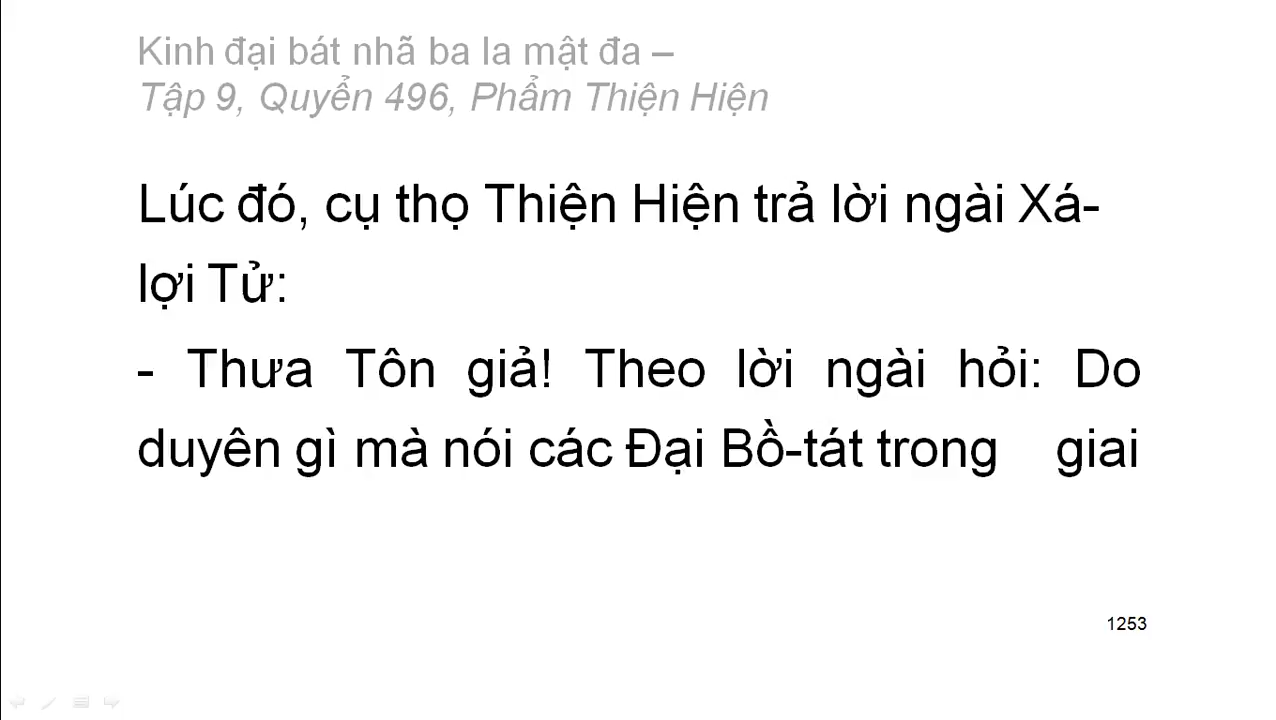 Kinh đại bát nhã ba la mật đa –
Tập 9, Quyển 496, Phẩm Thiện Hiện
Lúc đó, cụ thọ Thiện Hiện trả lời ngài Xá-
lợi Tử:
- Thưa Tôn giả! Theo lời ngài hỏi: Do
duyên gì mà nói các Đại Bồ-tát trong giai
1253